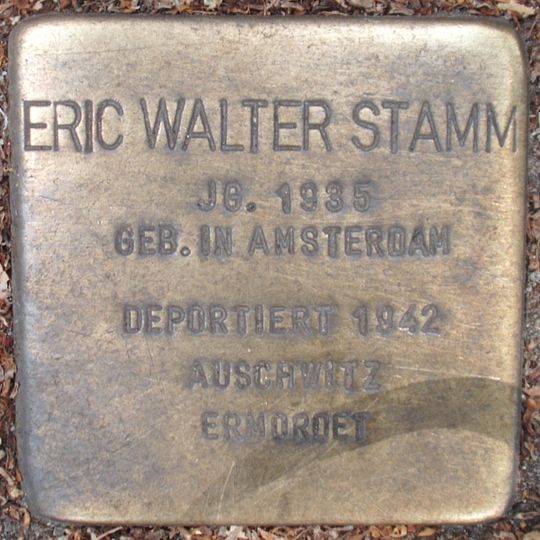 ERIC WALTER STAMM
JG. 1935
GEB. IN AMSTERDAM
DEPORTIERT 1942
AUSCHWITZ
ERMORDET